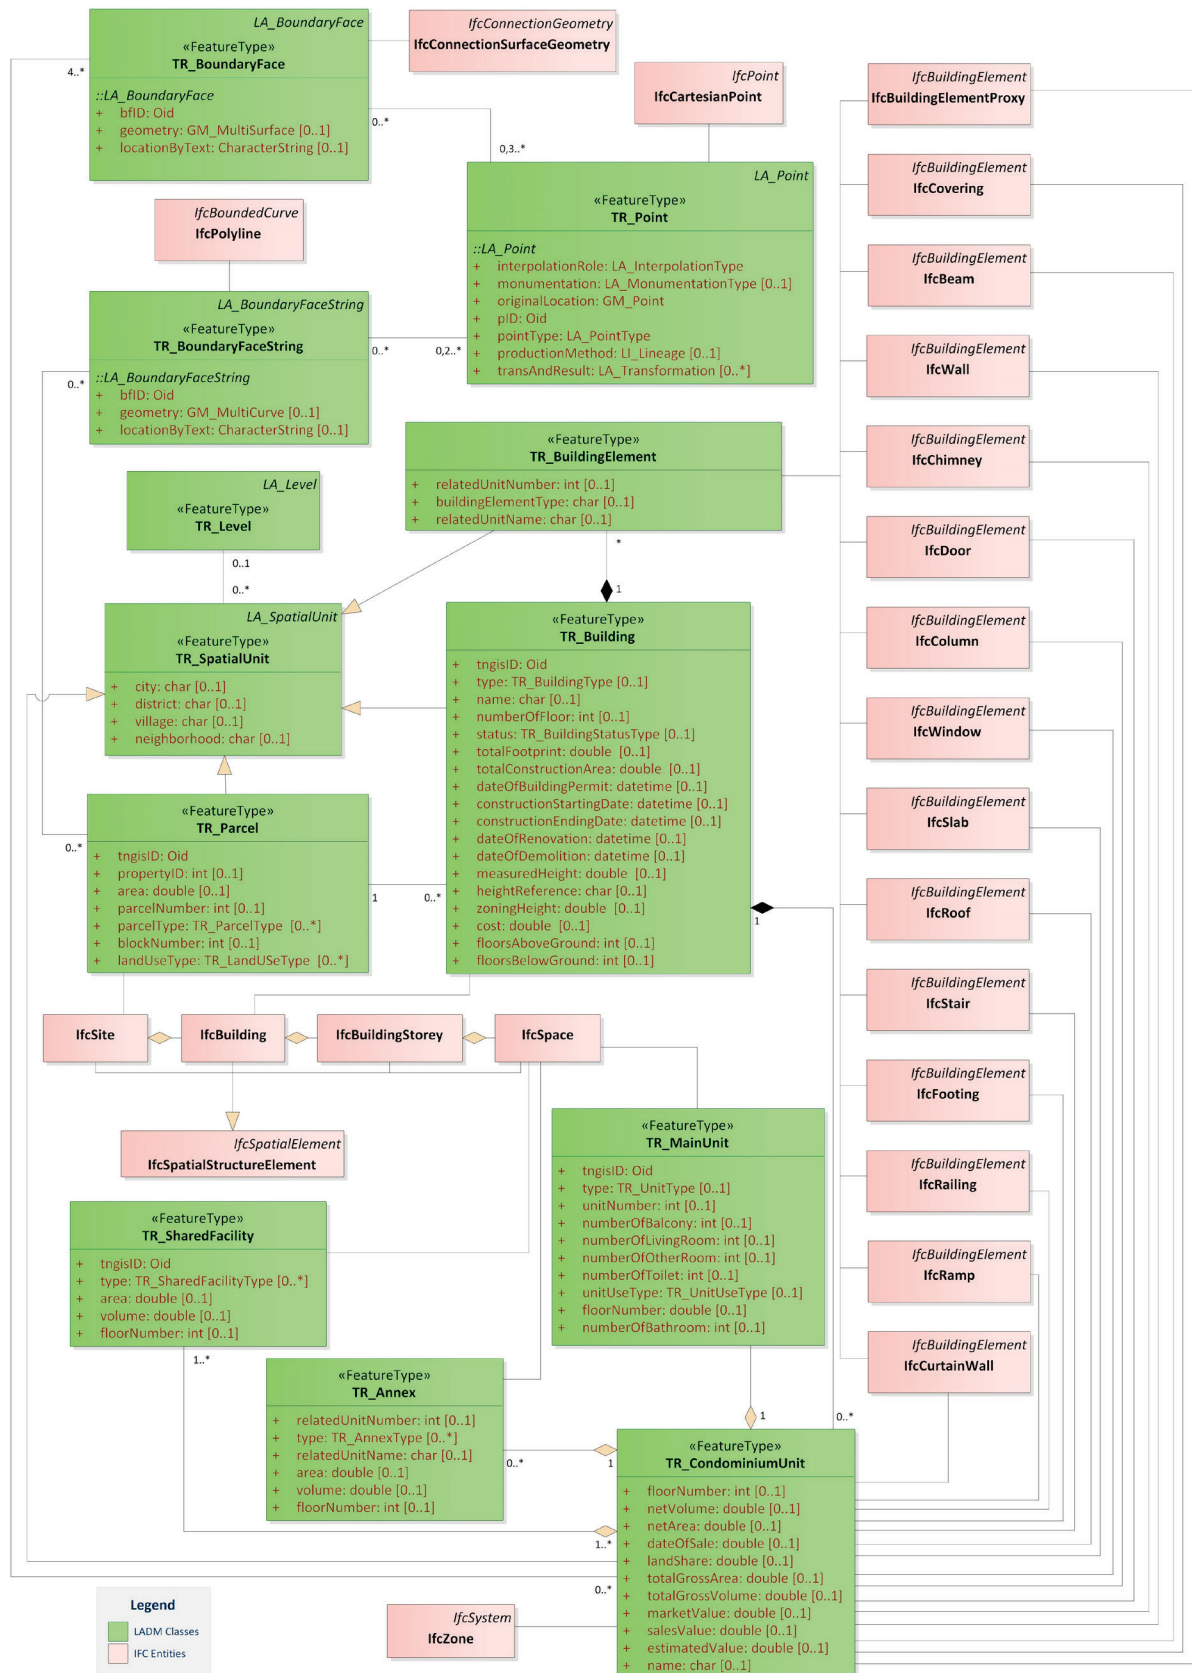 LA_BoundaryFace
«FeatureType»
TR_BoundaryFace
::LA_BoundaryFace
+ bfID: Oid
+ geometry: GM_MultiSurface [0..1]
+ locationByText: CharacterString [0..1]
4..*
0..*
0,3..*
IfcConnectionGeometry
IfcConnectionSurfaceGeometry
IfcPoint
IfcCartesianPoint
LA_Point
«FeatureType»
TR_Point
::LA_Point
+ interpolationRole: LA_InterpolationType
+ monumentation: LA_MonumentationType [0..1]
+ originalLocation: GM_Point
+ pID: Oid
+ pointType: LA_PointType
+ productionMethod: LI_Lineage [0..1]
+ transAndResult: LA_Transformation [0..*]
IfcBoundedCurve
IfcPolyline
LA_BoundaryFaceString
«FeatureType»
TR_BoundaryFaceString
::LA_BoundaryFaceString
+ bfID: Oid
+ geometry: GM_MultiCurve [0..1]
+ locationByText: CharacterString [0..1]
0..*
0..*
0,2..*
«FeatureType»
TR_BuildingElement
+ relatedUnitNumber: int [0..1]
+ buildingElementType: char [0..1]
+ relatedUnitName: char [0..1]
*
1
LA_Level
«FeatureType»
TR_Level
0..1
0..*
LA_SpatialUnit
«FeatureType»
TR_SpatialUnit
+ city: char [0..1]
+ district: char [0..1]
+ village: char [0..1]
+ neighborhood: char [0..1]
«FeatureType»
TR_Building
+ tngisID: Oid
+ type: TR_BuildingType [0..1]
+ name: char [0..1]
+ numberOfFloor: int [0..1]
+ status: TR_BuildingStatusType [0..1]
+ totalFootprint: double [0..1]
+ totalConstructionArea: double [0..1]
+ dateOfBuildingPermit: datetime [0..1]
+ constructionStartingDate: datetime [0..1]
+ constructionEndingDate: datetime [0..1]
+ dateOfRenovation: datetime [0..1]
+ dateOfDemolition: datetime [0..1]
+ measuredHeight: double [0..1]
+ heightReference: char [0..1]
+ zoningHeight: double [0..1]
+ cost: double [0..1]
+ floorsAboveGround: int [0..1]
+ floorsBelowGround: int [0..1]
1
«FeatureType»
TR_Parcel
+ tngisID: Oid
+ propertyID: int [0..1]
+ area: double [0..1]
+ parcelNumber: int [0..1]
+ parcelType: TR_ParcelType [0..*]
+ blockNumber: int [0..1]
+ landUseType: TR_LandUSeType [0..*]
0..*
1
0..*
IfcSite
IfcBuilding
IfcBuildingStorey
IfcSpace
IfcSpatialElement
IfcSpatialStructureElement
«FeatureType»
TR_MainUnit
+ tngisID: Oid
+ type: TR_UnitType [0..1]
+ unitNumber: int [0..1]
+ numberOfBalcony: int [0..1]
+ numberOfLivingRoom: int [0..1]
+ numberOfOtherRoom: int [0..1]
+ numberOfToilet: int [0..1]
+ unitUseType: TR_UnitUseType [0..1]
+ floorNumber: double [0..1]
+ numberOfBathroom: int [0..1]
«FeatureType»
TR_SharedFacility
+ tngisID: Oid
+ type: TR_SharedFacilityType [0..*]
+ area: double [0..1]
+ volume: double [0..1]
+ floorNumber: int [0..1]
1..*
«FeatureType»
TR_Annex
+ relatedUnitNumber: int [0..1]
+ type: TR_AnnexType [0..*]
+ relatedUnitName: char [0..1]
+ area: double [0..1]
+ volume: double [0..1]
+ floorNumber: int [0..1]
0..*
1
1
0..*
1..*
0..*
«FeatureType»
TR_CondominiumUnit
+ floorNumber: int [0..1]
+ netVolume: double [0..1]
+ netArea: double [0..1]
+ dateOfSale: double [0..1]
+ landShare: double [0..1]
+ totalGrossArea: double [0..1]
+ totalGrossVolume: double [0..1]
+ marketValue: double [0..1]
+ salesValue: double [0..1]
+ estimatedValue: double [0..1]
+ name: char [0..1]
IfcSystem
IfcZone
IfcBuildingElement
IfcBuildingElementProxy
IfcBuildingElement
IfcCovering
IfcBuildingElement
IfcBeam
IfcBuildingElement
IfcWall
IfcBuildingElement
IfcChimney
IfcBuildingElement
IfcDoor
IfcBuildingElement
IfcColumn
IfcBuildingElement
IfcWindow
IfcBuildingElement
IfcSlab
IfcBuildingElement
IfcRoof
IfcBuildingElement
IfcStair
IfcBuildingElement
IfcFooting
IfcBuildingElement
IfcRailing
IfcBuildingElement
IfcRamp
IfcBuildingElement
IfcCurtainWall
Legend
LADM Classes
IFC Entities